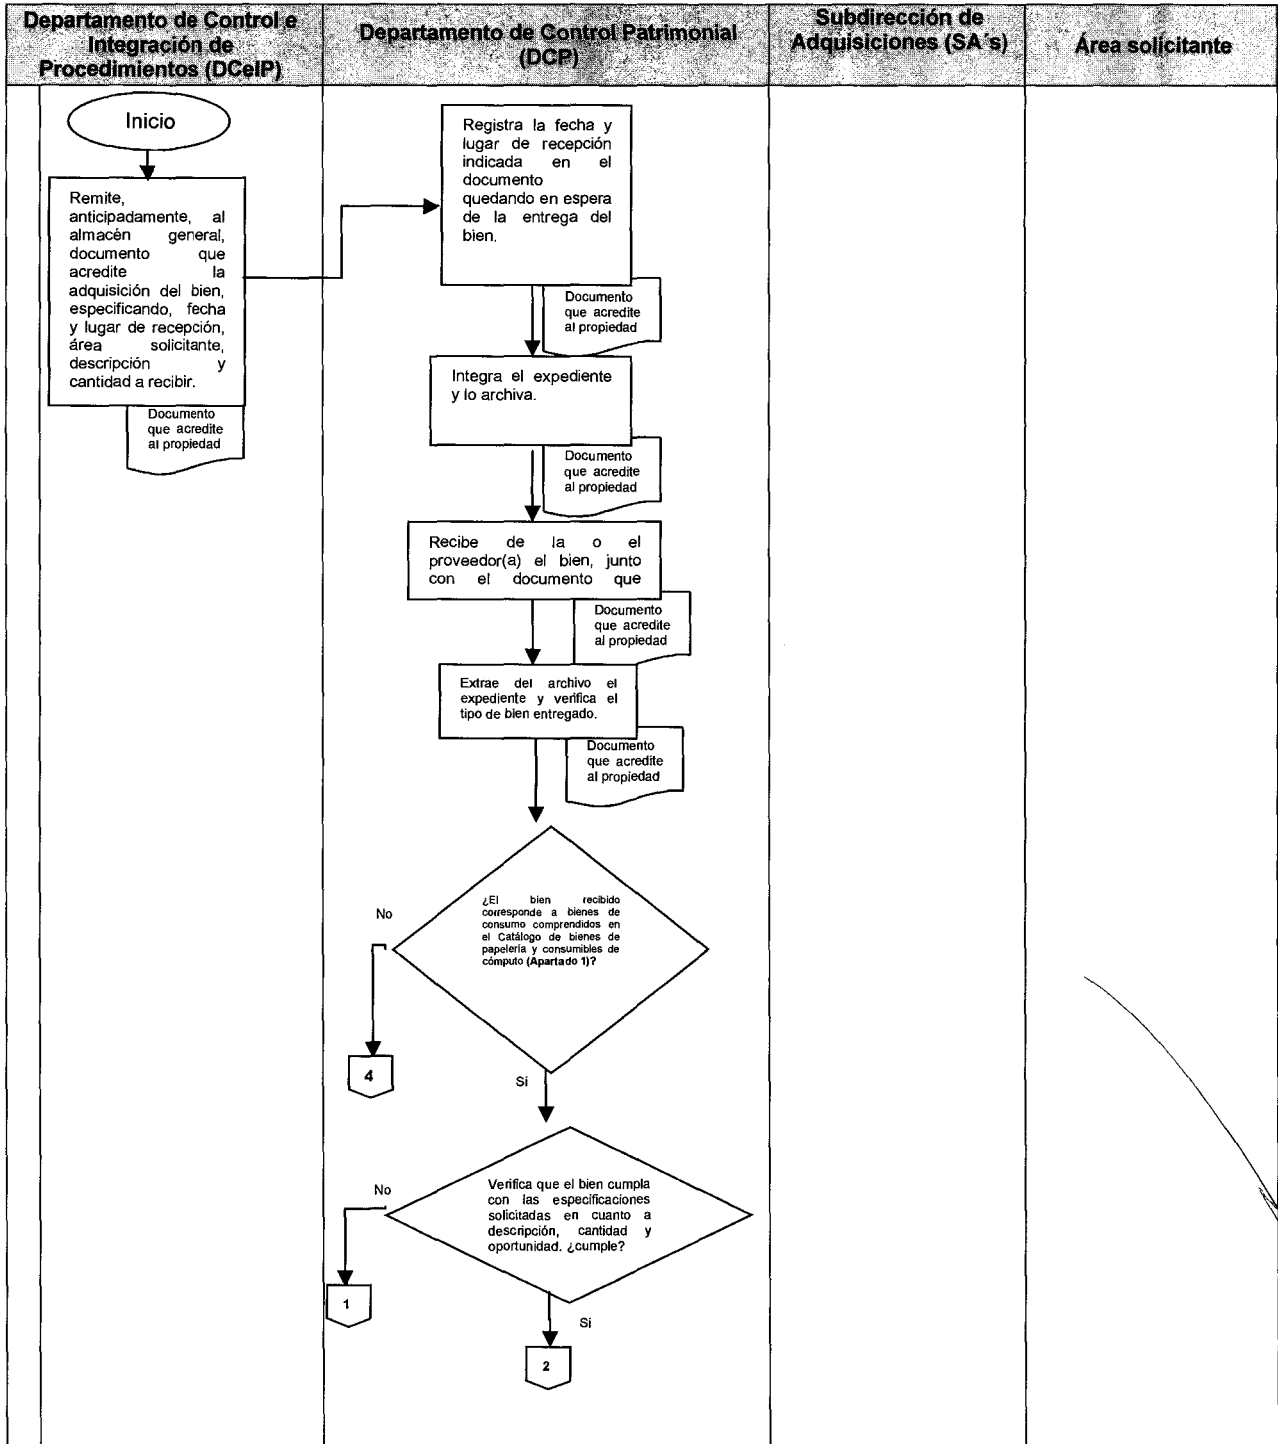 Departamento de Control e
Integración de
Procedimientos (DCeIP)
Departamento de Control Patrimonial
(DCP)
Subdirección de
Adquisiciones (SA´s)
Área solicitante
Inicio
Remite,
anticipadamente, al
almacén general,
documento que
acredite la
adquisición del bien,
especificando, fecha
y lugar de recepción,
área solicitante,
descripción y
cantidad a recibir.
Documento
que acredite
al propiedad
Registra la fecha y
lugar de recepción
indicada en el
documento
quedando en espera
de la entrega del
bien.
Documento
que acredite
al propiedad
Integra el expediente
y lo archiva.
Documento
que acredite
al propiedad
Recibe de la o el
proveedor(a) el bien, junto
con el documento que
Documento
que acredite
al propiedad
Extrae del archivo el
expediente y verifica el
tipo de bien entregado.
Documento
que acredite
al propiedad
¿El bien recibido
corresponde a bienes de
consumo comprendidos en
el Catálogo de bienes de
papelería y consumibles de
cómputo (Apartado 1)?
No
4
Sí
Verifica que el bien cumpla
con las especificaciones
solicitadas en cuanto a
descripción, cantidad y
oportunidad. ¿cumple?
No
1
Sí
2